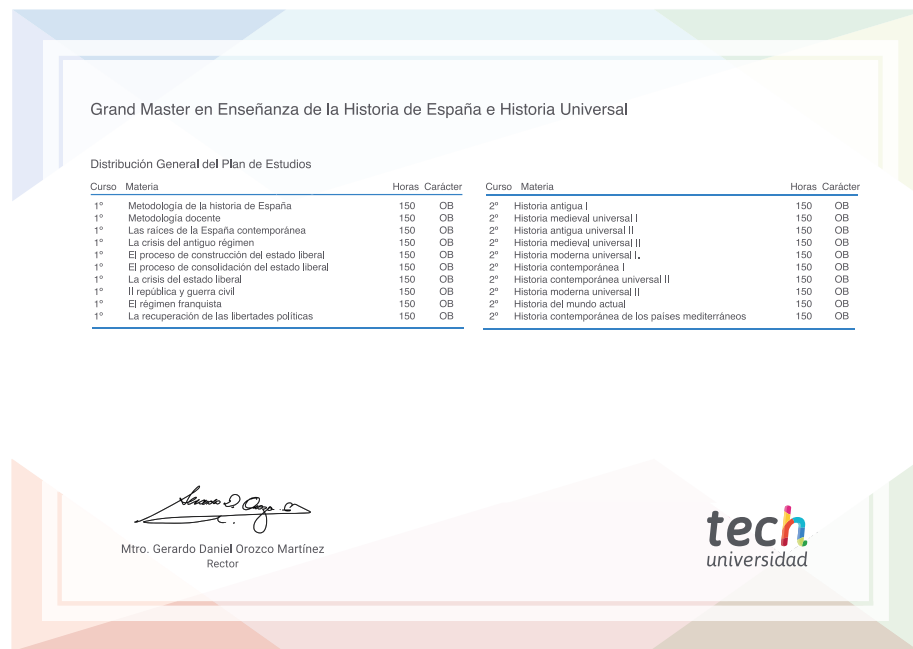 Grand Master en Enseñanza de la Historia de España e Historia Universal
Distribución General del Plan de Estudios
Curso Materia Horas Carácter
1º Metodología de la historia de España 150 OB
1º Metodología docente 150 OB
1º Las raíces de la España contemporánea 150 OB
1º La crisis del antiguo régimen 150 OB
1º El proceso de construcción del estado liberal 150 OB
1º El proceso de consolidación del estado liberal 150 OB
1º La crisis del estado liberal 150 OB
1º II república y guerra civil 150 OB
1º El régimen franquista 150 OB
1º La recuperación de las libertades políticas 150 OB
Curso Materia Horas Carácter
2º Historia antigua I 150 OB
2º Historia medieval universal I 150 OB
2º Historia antigua universal II 150 OB
2º Historia medieval universal II 150 OB
2º Historia moderna universal I. 150 OB
2º Historia contemporánea I 150 OB
2º Historia contemporánea universal II 150 OB
2º Historia moderna universal II 150 OB
2º Historia del mundo actual 150 OB
2º Historia contemporánea de los países mediterráneos 150 OB
Mtro. Gerardo Daniel Orozco Martínez
Rector
tech
universidad